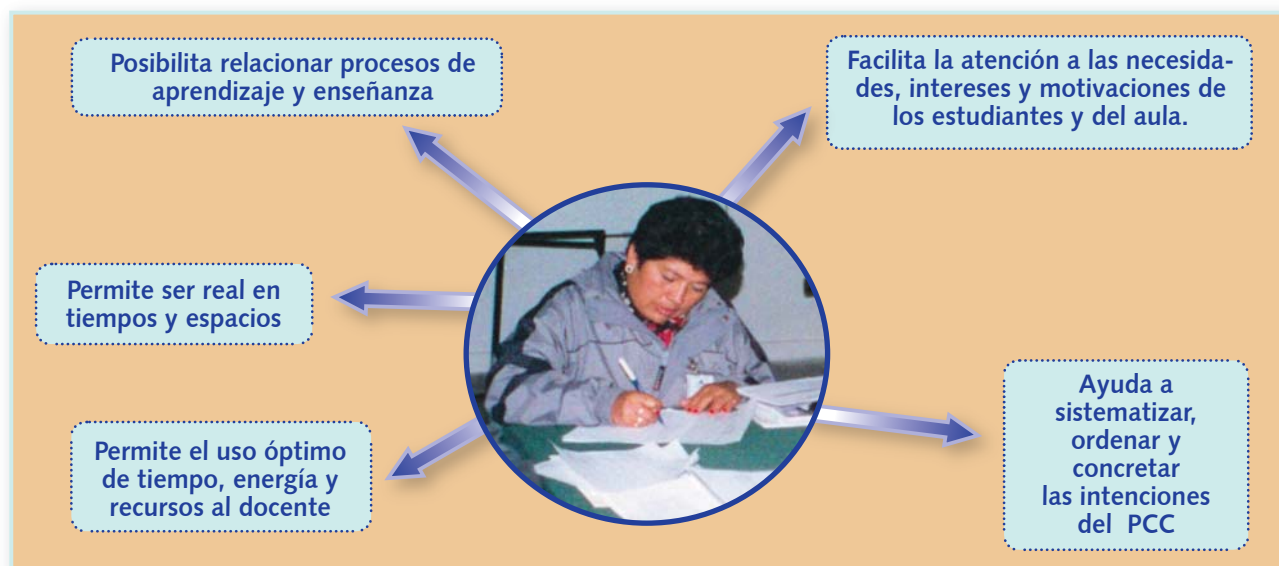 Posibilita relacionar procesos de
aprendizaje y enseñanza
Facilita la atención a las necesida-
des, intereses y motivaciones de
los estudiantes y del aula.
Permite ser real en
tiempos y espacios
Permite el uso óptimo
de tiempo, energía y
recursos al docente
Ayuda a
sistematizar,
ordenar y
concretar
las intenciones
del PCC